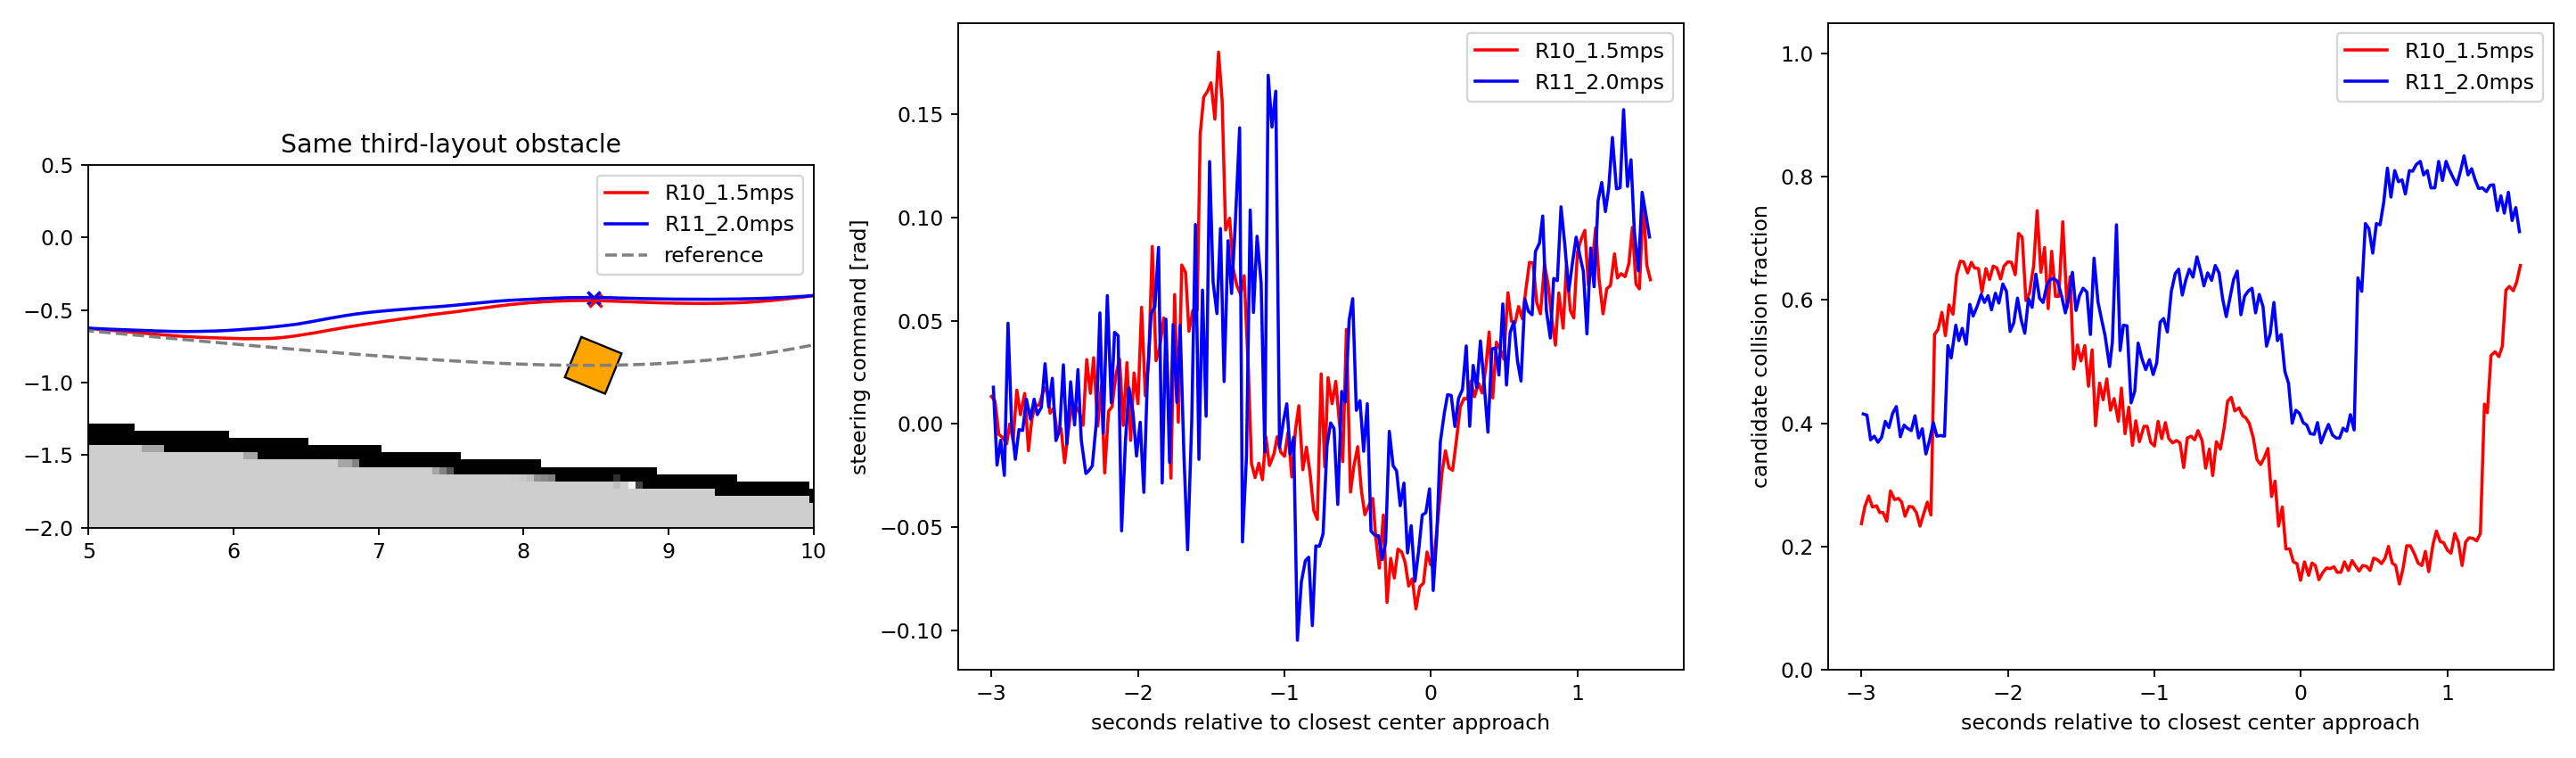 Same third-layout obstacle
R10_1.5mps
R11_2.0mps
reference
0.5
0.0
−0.5
−1.0
−1.5
−2.0
5
6
7
8
9
10
R10_1.5mps
R11_2.0mps
steering command [rad]
0.15
0.10
0.05
0.00
−0.05
−0.10
−3
−2
−1
0
1
seconds relative to closest center approach
R10_1.5mps
R11_2.0mps
candidate collision fraction
1.0
0.8
0.6
0.4
0.2
0.0
−3
−2
−1
0
1
seconds relative to closest center approach